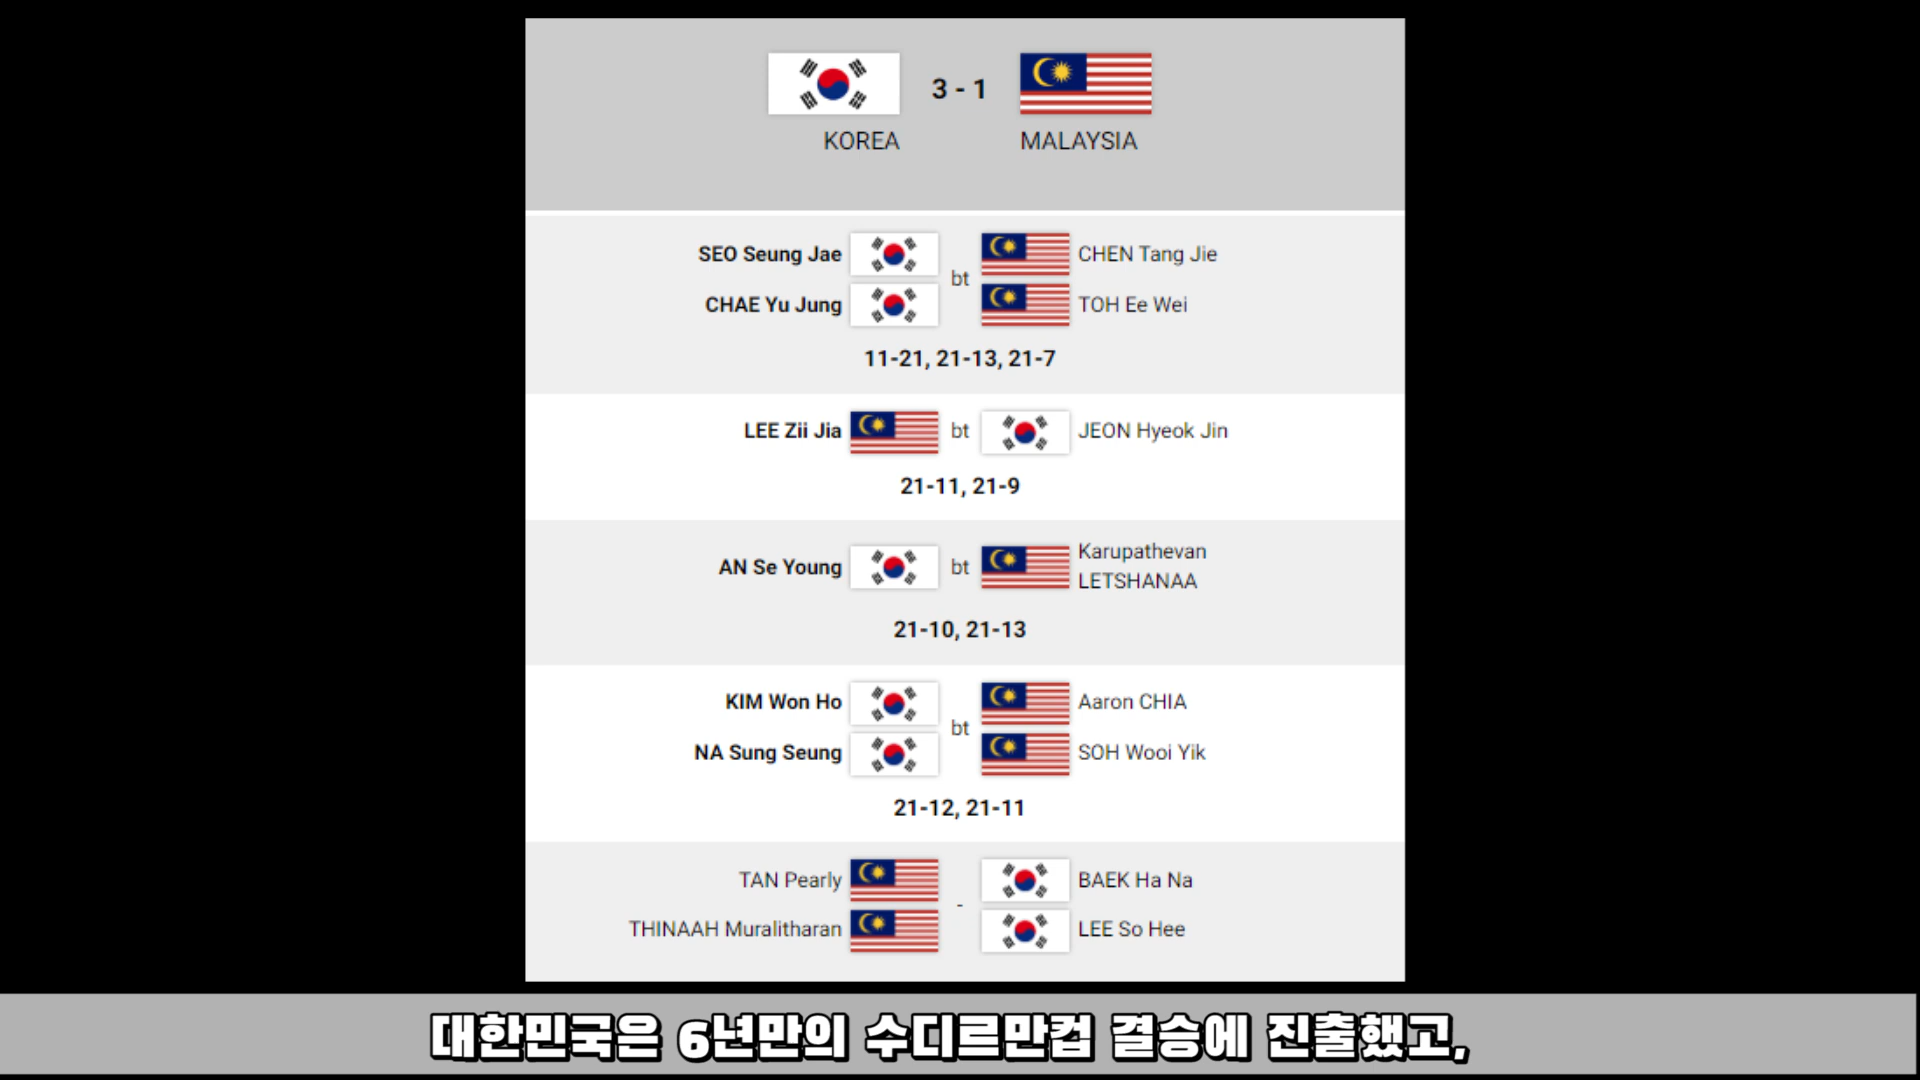 3 - 1
KOREA MALAYSIA
SEO Seung Jae CHEN Tang Jie
bt
CHAE Yu Jung TOH Ee Wei
11-21, 21-13, 21-7
LEE Zii Jia bt JEON Hyeok Jin
21-11, 21-9
AN Se Young bt Karupathevan
LETSHANAA
21-10, 21-13
KIM Won Ho Aaron CHIA
bt
NA Sung Seung SOH Wooi Yik
21-12, 21-11
TAN Pearly BAEK Ha Na
-
THINAAH Muralitharan LEE So Hee
대한민국은 6년만의 수디르만컵 결승에 진출했고,